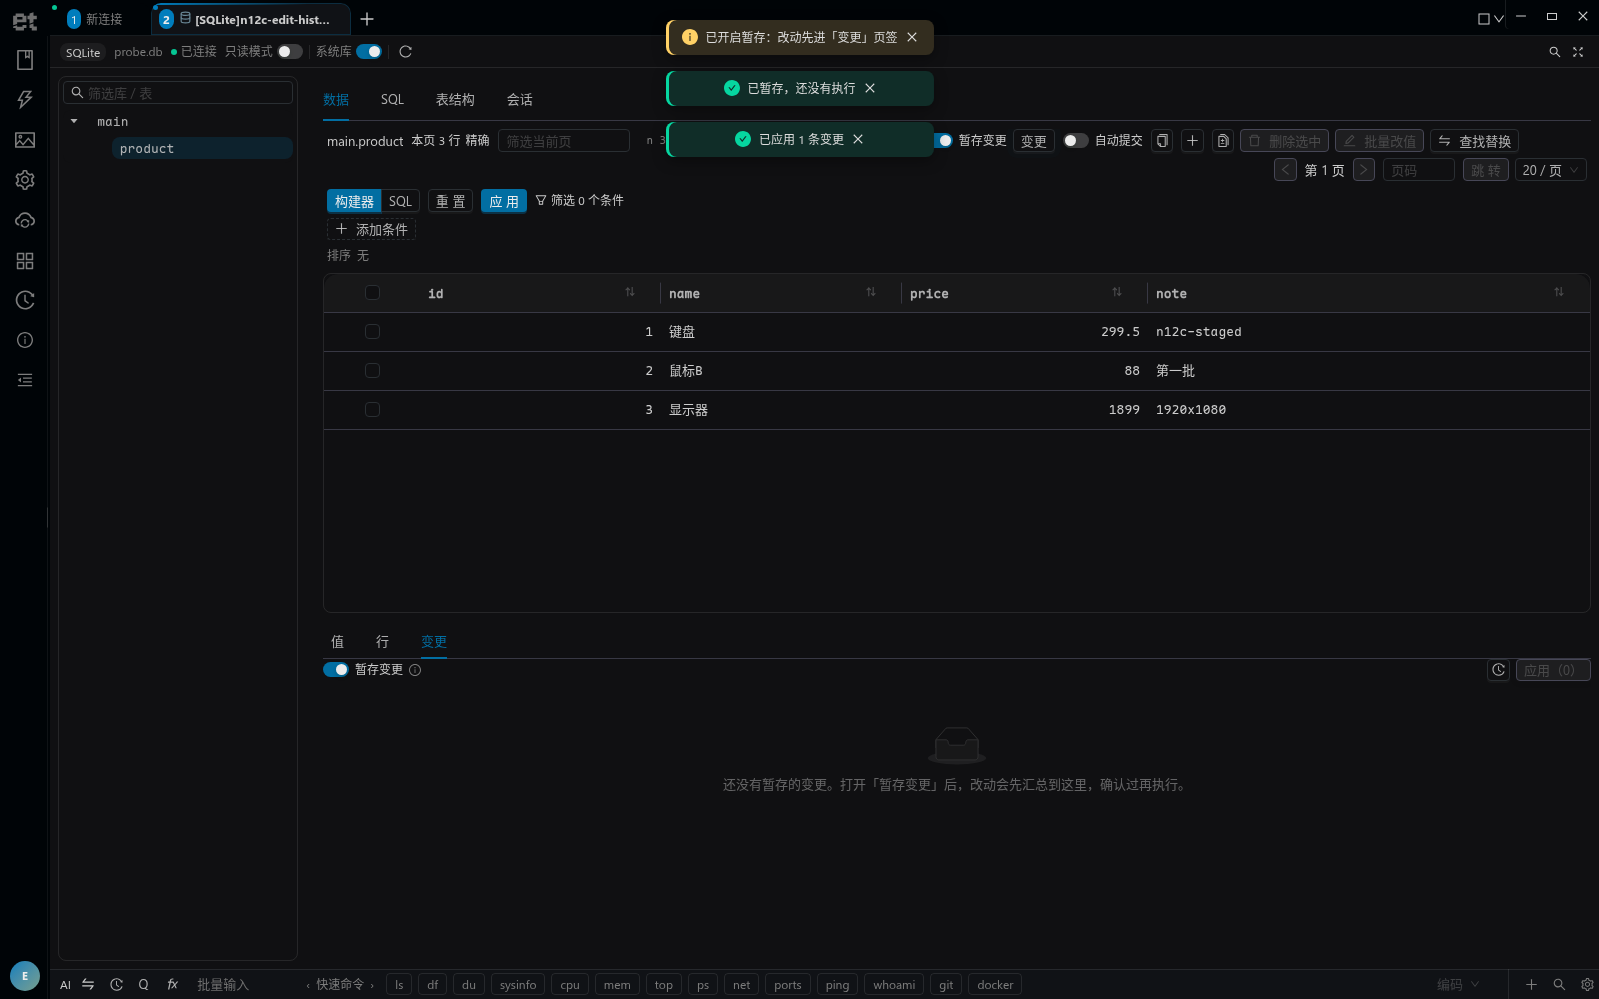 et
1 新连接
2 [SQLite]n12c-edit-hist...
SQLite probe.db 已连接 只读模式 系统库
已开启暂存：改动先进「变更」页签
已暂存，还没有执行
已应用 1 条变更
筛选库 / 表
main
product
数据 SQL 表结构 会话
main.product 本页 3 行 精确 筛选当前页 n 3 暂存变更 变更 自动提交 删除选中 批量改值 查找替换
第 1 页 页码 跳 转 20 / 页
构建器 SQL 重 置 应 用 筛选 0 个条件
添加条件
排序 无
id name price note
1 键盘 299.5 n12c-staged
2 鼠标B 88 第一批
3 显示器 1899 1920x1080
值 行 变更
暂存变更 应用（0）
还没有暂存的变更。打开「暂存变更」后，改动会先汇总到这里，确认过再执行。
E
AI Q fx 批量输入 ‹ 快速命令 › ls df du sysinfo cpu mem top ps net ports ping whoami git docker 编码